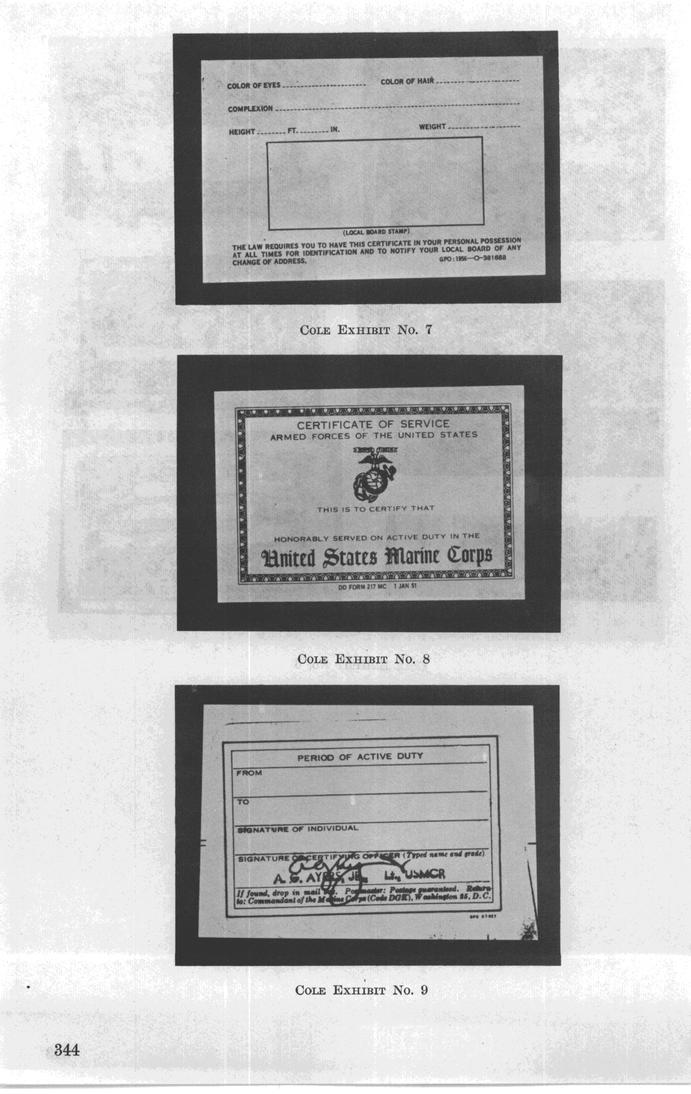 COLOR OF EYES COLOR OF HAIR
COMPLEXION
HEIGHT FT. IN. WEIGHT
(LOCAL BOARD STAMP)
THE LAW REQUIRES YOU TO HAVE THIS CERTIFICATE IN YOUR PERSONAL POSSESSION
AT ALL TIMES FOR IDENTIFICATION AND TO NOTIFY YOUR LOCAL BOARD OF ANY
CHANGE OF ADDRESS. GPO:1956—O-381688
COLE EXHIBIT NO. 7
CERTIFICATE OF SERVICE
ARMED FORCES OF THE UNITED STATES
THIS IS TO CERTIFY THAT
HONORABLY SERVED ON ACTIVE DUTY IN THE
United States Marine Corps
DD FORM 217 MC 1 JAN 51
COLE EXHIBIT NO. 8
PERIOD OF ACTIVE DUTY
FROM
TO
SIGNATURE OF INDIVIDUAL
SIGNATURE OF CERTIFYING OFFICER (Typed name and grade)
A. G. AYERS, JR., Lt., USMCR
If found, drop in mail box. Postmaster: Postage guaranteed. Return
to: Commandant of the Marine Corps (Code DGK), Washington 25, D.C.
COLE EXHIBIT NO. 9
344